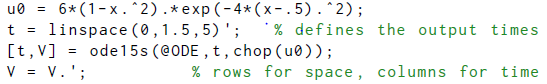 u0 = 6*(1-x.^2).*exp(-4*(x-.5).^2);
t = linspace(0,1.5,5)'; % defines the output times
[t,V] = ode15s(@ODE,t,chop(u0));
V = V.'; % rows for space, columns for time